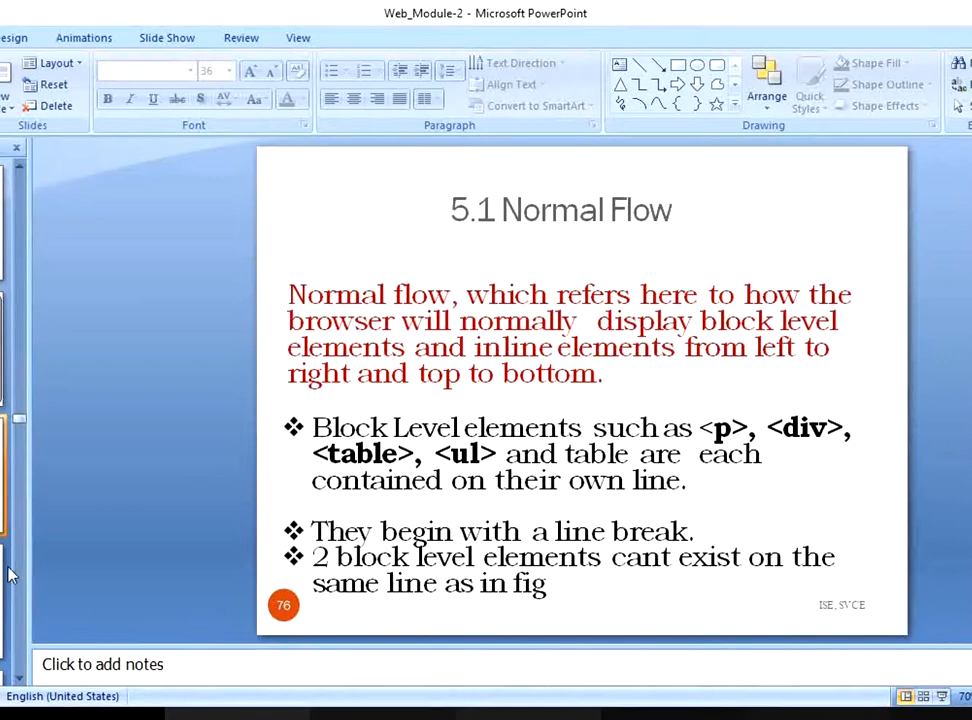 Web_Module-2 - Microsoft PowerPoint
esign Animations Slide Show Review View
Layout Text Direction Shape Fill
36
Reset Align Text Shape Outline
Delete Convert to SmartArt Arrange Quick Styles Shape Effects
B I U abc S AV Aa A
Slides Font Paragraph Drawing
5.1 Normal Flow
Normal flow, which refers here to how the
browser will normally display block level
elements and inline elements from left to
right and top to bottom.
❖ Block Level elements such as <p>, <div>,
<table>, <ul> and table are each
contained on their own line.
❖ They begin with a line break.
❖ 2 block level elements cant exist on the
same line as in fig
76
ISE, SVCE
Click to add notes
English (United States)